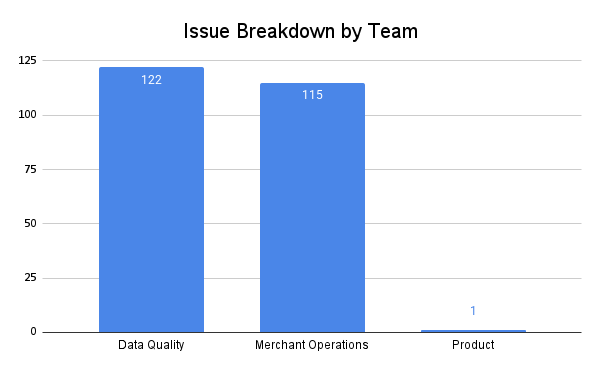 Issue Breakdown by Team
125
100
75
50
25
0
122
115
1
Data Quality
Merchant Operations
Product